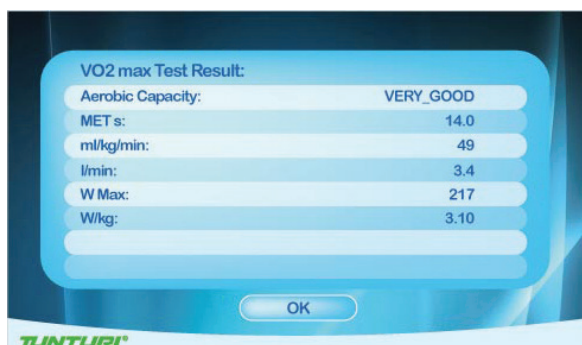 VO2 max Test Result:
Aerobic Capacity: VERY_GOOD
MET s: 14.0
ml/kg/min: 49
l/min: 3.4
W Max: 217
W/kg: 3.10
OK
TUNTURI®